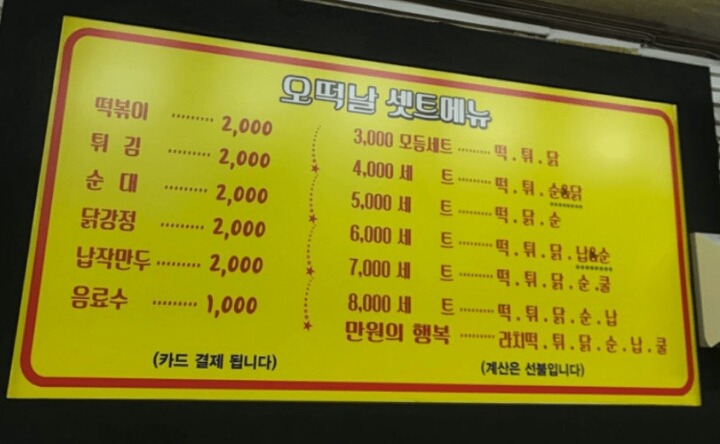 오떡날 셋트메뉴
떡볶이 ········· 2,000
튀 김 ········· 2,000
순 대 ········· 2,000
닭강정 ········· 2,000
납작만두 ········· 2,000
음료수 ········· 1,000
(카드 결제 됩니다)
3,000 모듬세트 ········· 떡 . 튀 . 닭
4,000 세 트 ········· 떡 . 튀 . 순&닭
5,000 세 트 ········· 떡 . 닭 . 순
6,000 세 트 ········· 떡 . 튀 . 닭 . 납&순
7,000 세 트 ········· 떡 . 튀 . 닭 . 순 . 쿨
8,000 세 트 ········· 떡 . 튀 . 닭 . 순 . 납
만원의 행복 ········· 라치떡 . 튀 . 닭 . 순 . 납 . 쿨
(계산은 선불입니다)